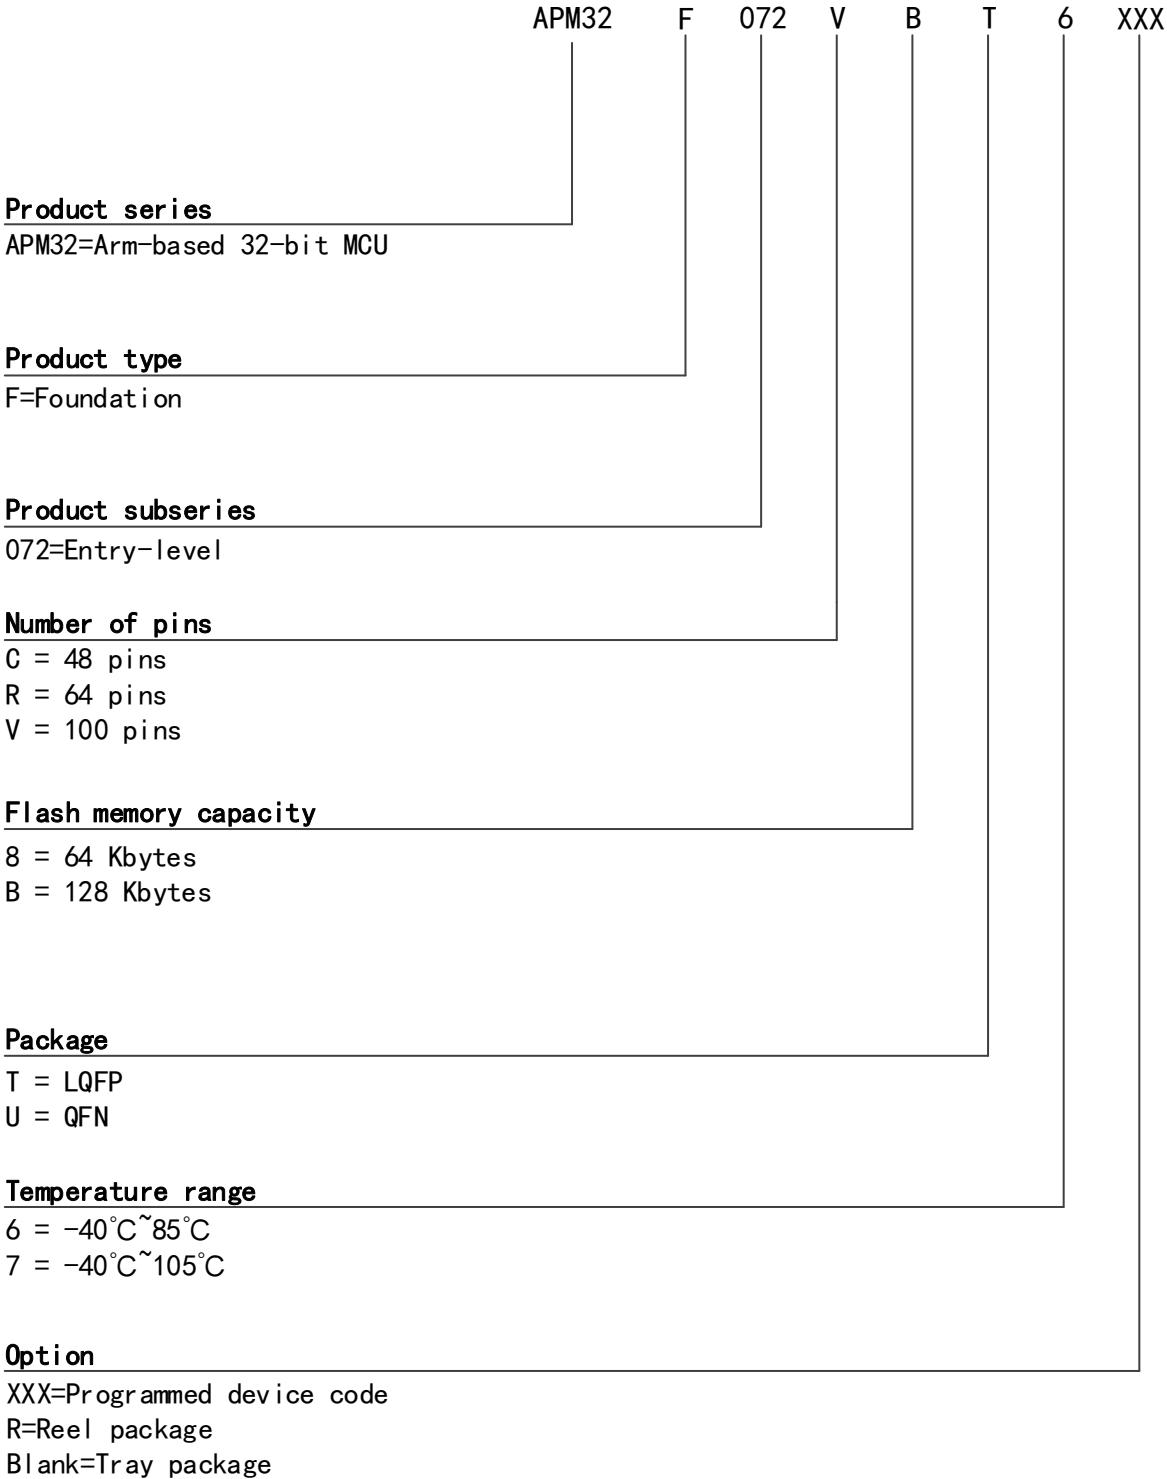 APM32 F 072 V B T 6 XXX
Product series
APM32=Arm-based 32-bit MCU
Product type
F=Foundation
Product subseries
072=Entry-level
Number of pins
C = 48 pins
R = 64 pins
V = 100 pins
Flash memory capacity
8 = 64 Kbytes
B = 128 Kbytes
Package
T = LQFP
U = QFN
Temperature range
6 = -40℃~85℃
7 = -40℃~105℃
Option
XXX=Programmed device code
R=Reel package
Blank=Tray package